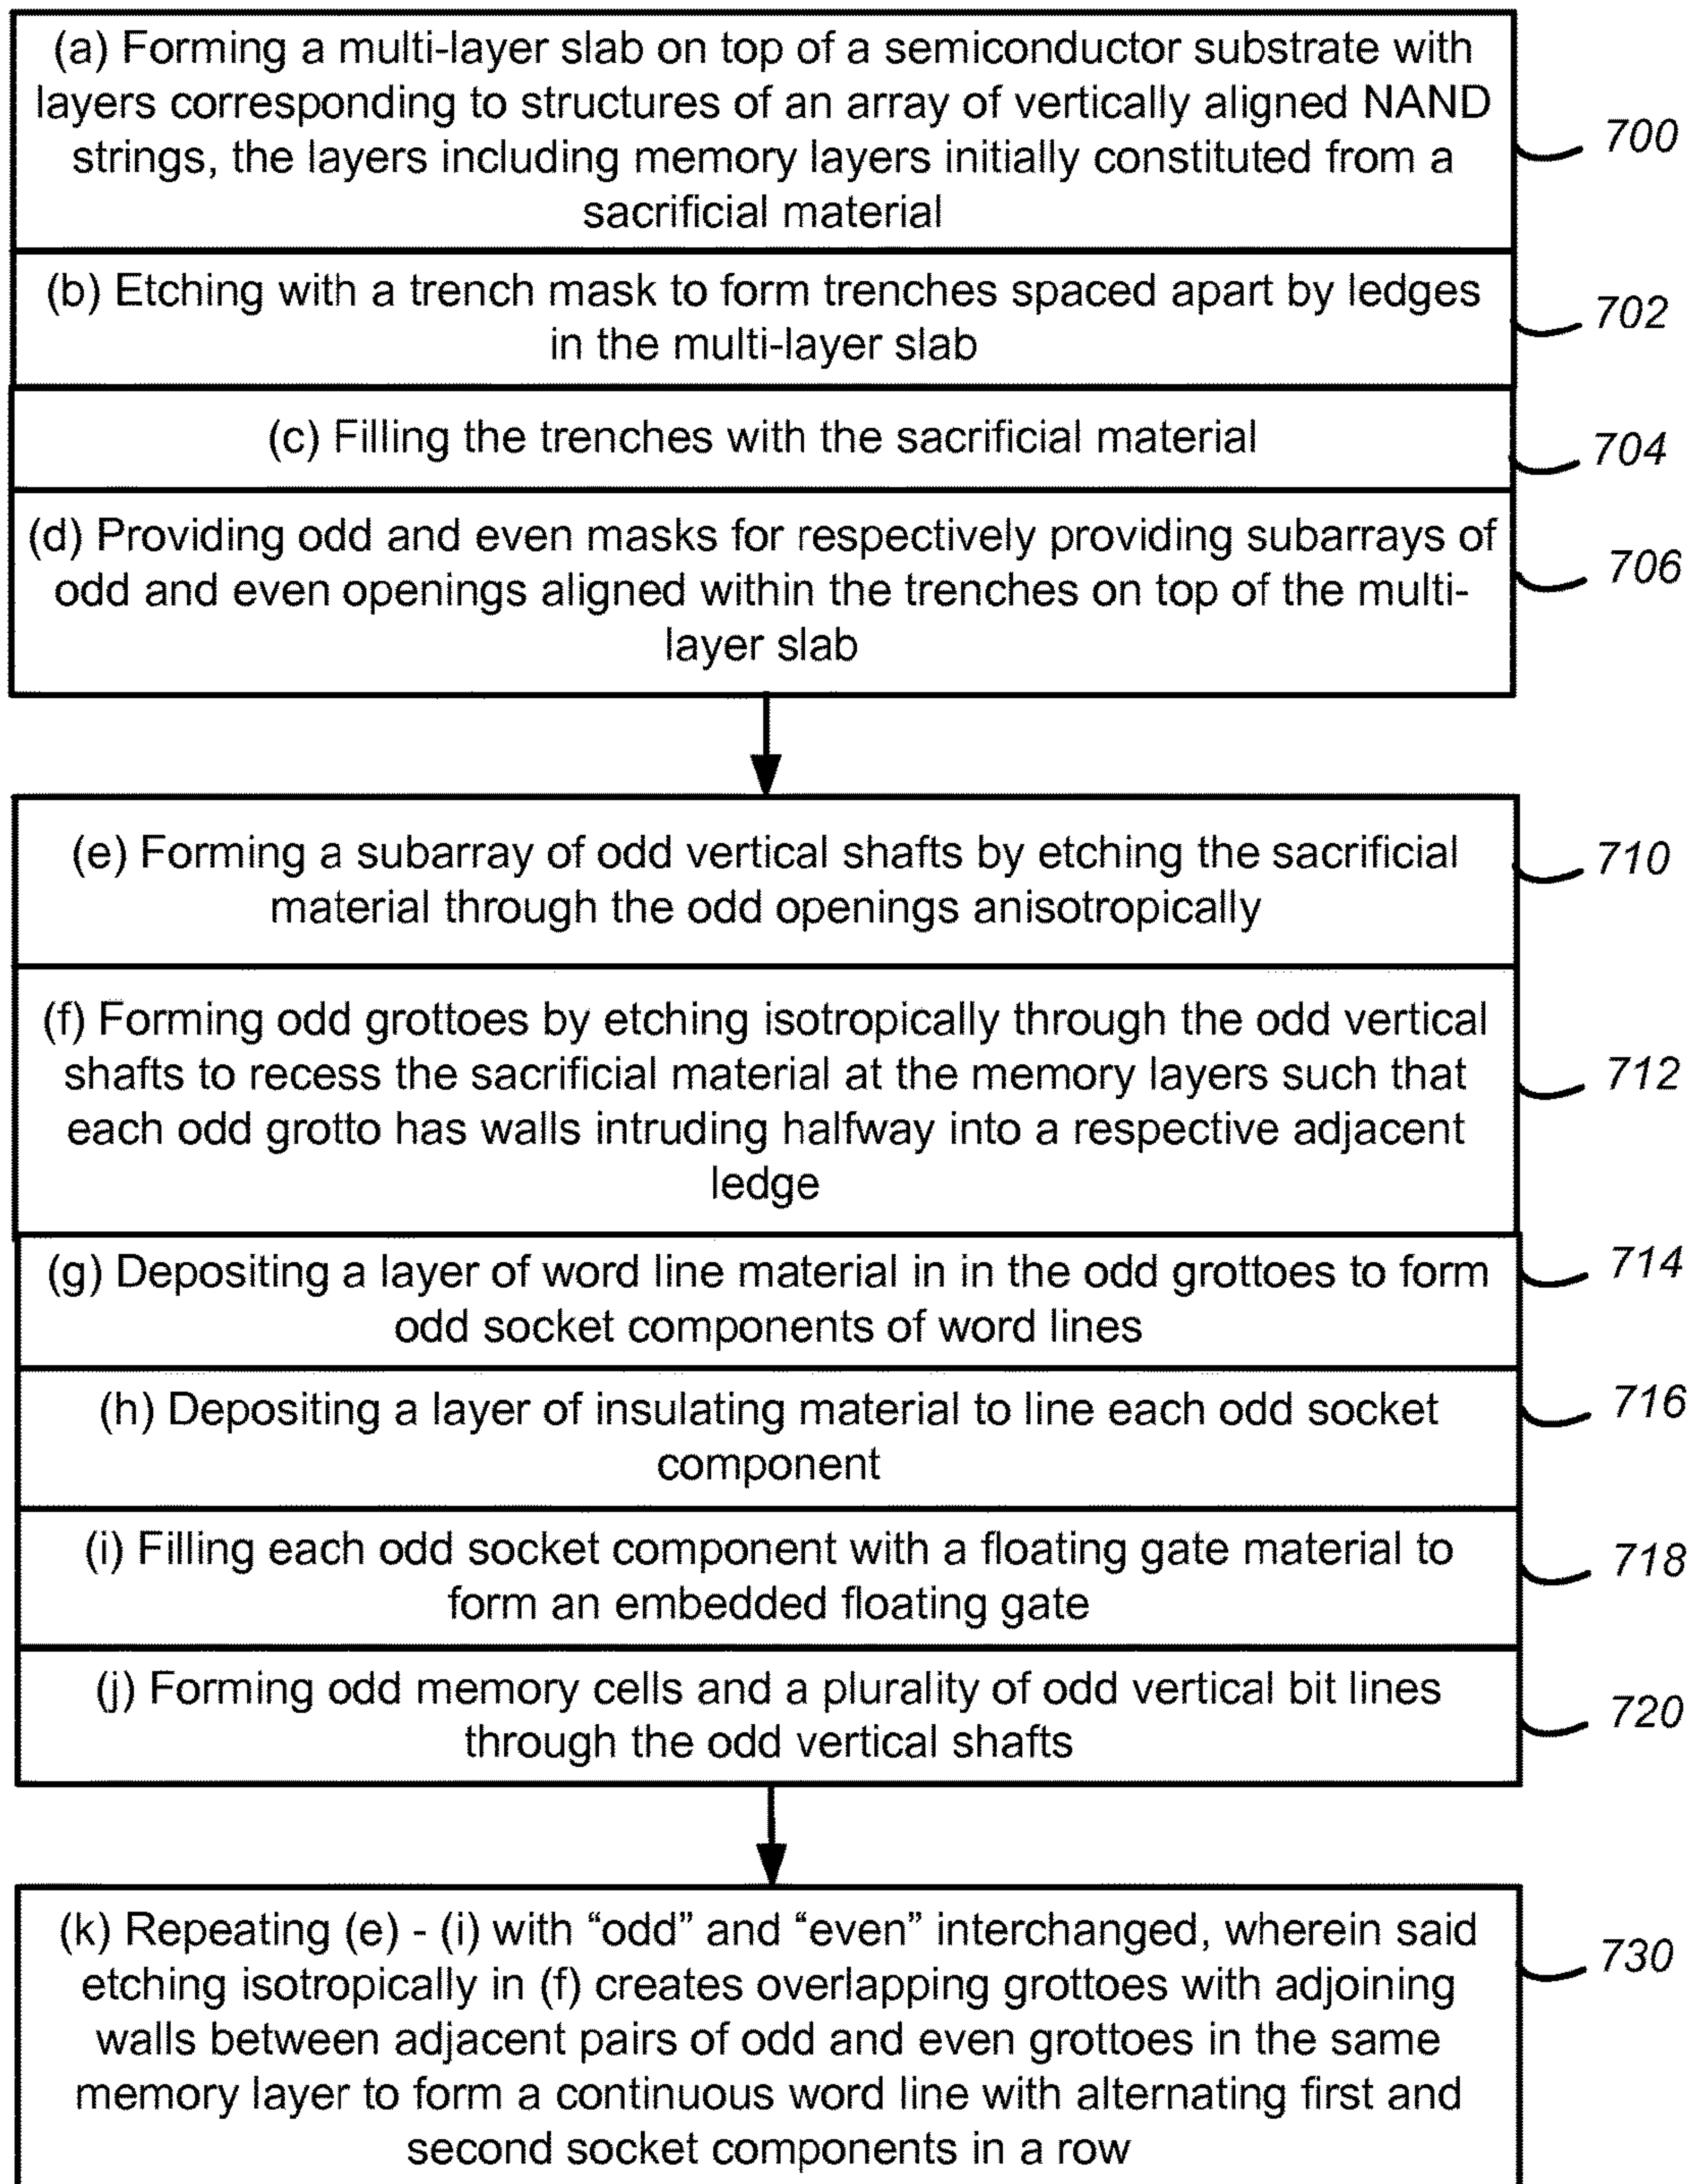 (a) Forming a multi-layer slab on top of a semiconductor substrate with
layers corresponding to structures of an array of vertically aligned NAND
strings, the layers including memory layers initially constituted from a
sacrificial material
700
(b) Etching with a trench mask to form trenches spaced apart by ledges
in the multi-layer slab
702
(c) Filling the trenches with the sacrificial material
704
(d) Providing odd and even masks for respectively providing subarrays of
odd and even openings aligned within the trenches on top of the multi-
layer slab
706
(e) Forming a subarray of odd vertical shafts by etching the sacrificial
material through the odd openings anisotropically
710
(f) Forming odd grottoes by etching isotropically through the odd vertical
shafts to recess the sacrificial material at the memory layers such that
each odd grotto has walls intruding halfway into a respective adjacent
ledge
712
(g) Depositing a layer of word line material in in the odd grottoes to form
odd socket components of word lines
714
(h) Depositing a layer of insulating material to line each odd socket
component
716
(i) Filling each odd socket component with a floating gate material to
form an embedded floating gate
718
(j) Forming odd memory cells and a plurality of odd vertical bit lines
through the odd vertical shafts
720
(k) Repeating (e) - (i) with “odd” and “even” interchanged, wherein said
etching isotropically in (f) creates overlapping grottoes with adjoining
walls between adjacent pairs of odd and even grottoes in the same
memory layer to form a continuous word line with alternating first and
second socket components in a row
730